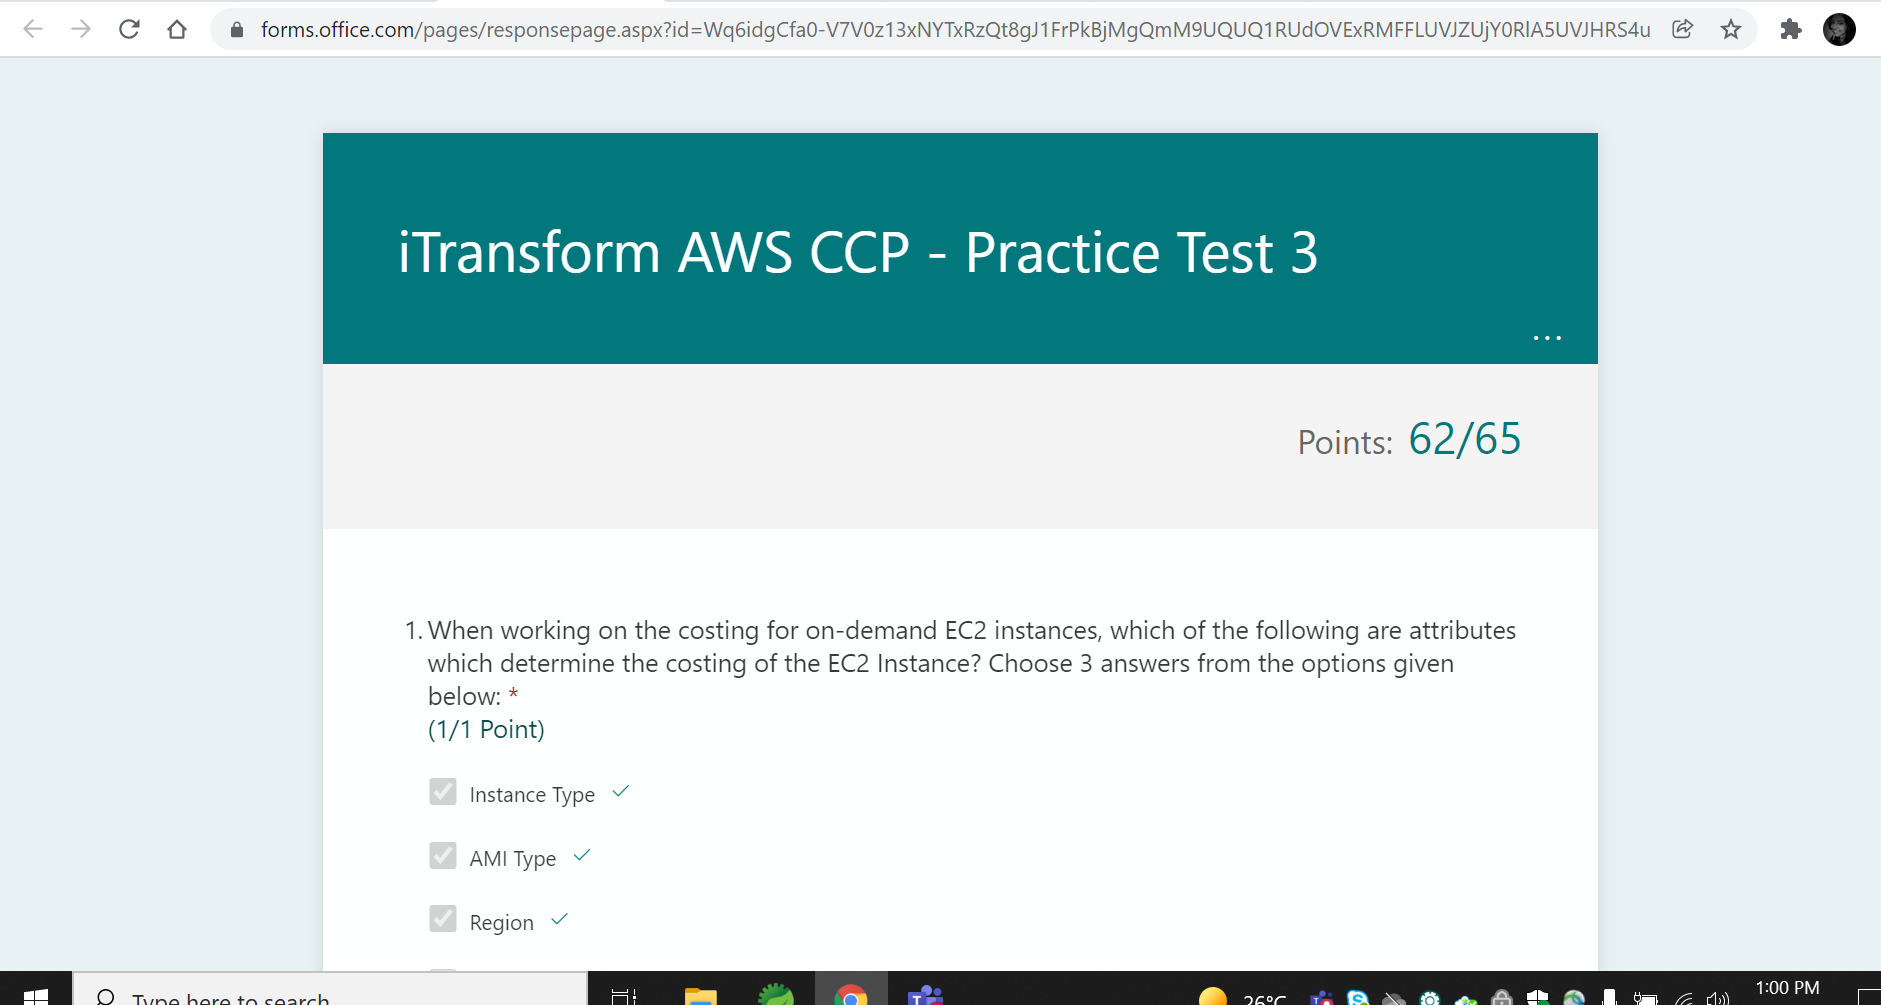 forms.office.com/pages/responsepage.aspx?id=Wq6idgCfa0-V7V0z13xNYTxRzQt8gJ1FrPkBjMgQmM9UQUQ1RUdOVExRMFFLUVJZUjY0RlA5UVJHRS4u
iTransform AWS CCP - Practice Test 3
...
Points: 62/65
1. When working on the costing for on-demand EC2 instances, which of the following are attributes
which determine the costing of the EC2 Instance? Choose 3 answers from the options given
below: *
(1/1 Point)
Instance Type
AMI Type
Region
Type here to search
26°C
1:00 PM